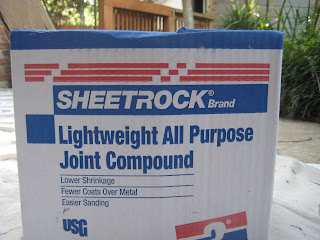 SHEETROCK® Brand
Lightweight All Purpose
Joint Compound
Lower Shrinkage
Fewer Coats Over Metal
Easier Sanding
USG